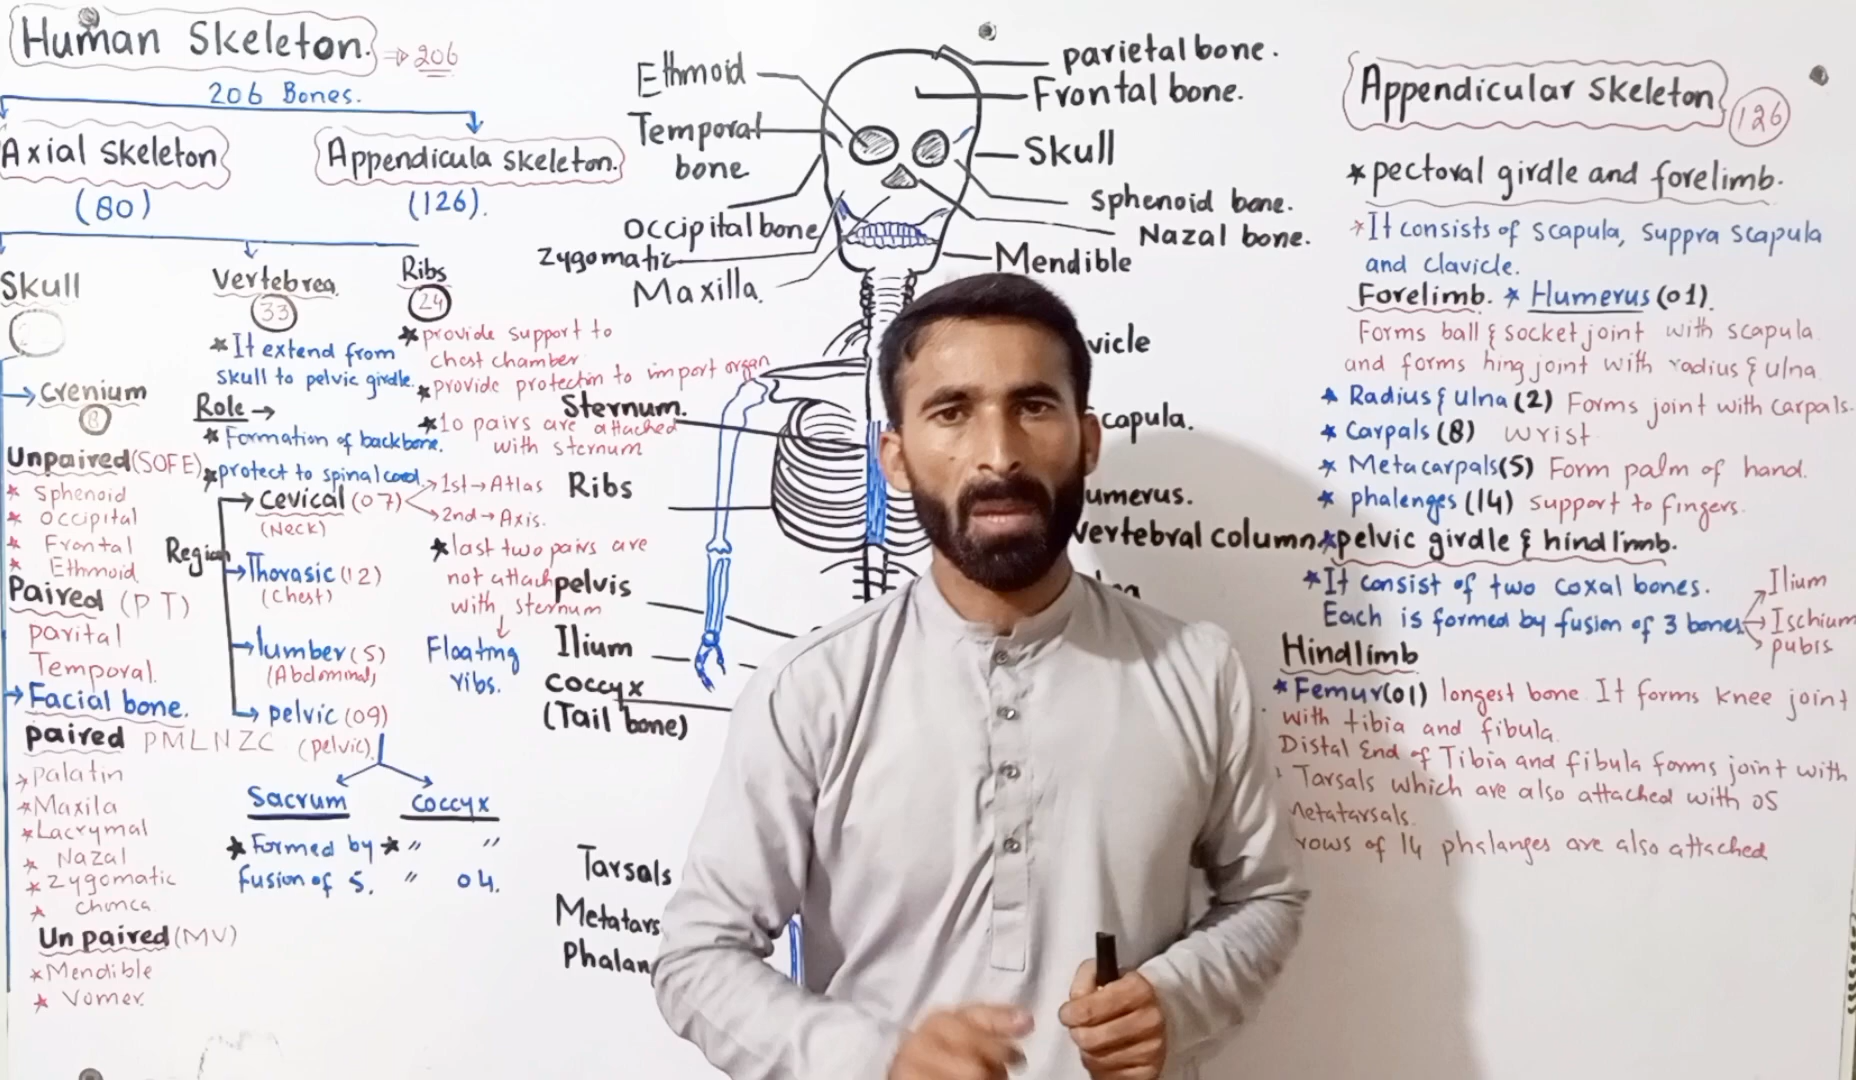 Human Skeleton. ⇒ 206
206 Bones.
Axial Skeleton
(80)
Appendicula skeleton.
(126).
Skull
Vertebrea.
33
Ribs
24
→ Crenium
8
Unpaired (SOFE)
* Sphenoid
* occipital
* Frontal
* Ethmoid
Paired (PT)
parital
Temporal.
→ Facial bone.
paired PMLNZC
→ palatin
* Maxila
* Lacrymal
* Nazal
* Zygomatic
*
Un paired (MV)
* Mendible
* Vomer.
* It extend from
skull to pelvic girdle.
Role →
* Formation of backbone.
* protect to spinal cord.
Region
→ Cevical (07)
(Neck)
→ 1st → Atlas
→ 2nd → Axis.
→ Thorasic (12)
(Chest)
→ lumber (5)
(Abdominal)
→ pelvic (09)
(pelvic)
Sacrum
* Formed by
fusion of 5.
Coccyx
* " "
" 04.
* provide support to
chest chamber
* provide protection to import organ
* 10 pairs are attached
with sternum
* last two pairs are
not attach
with sternum
Floating
ribs.
Ethmoid
Temporal
bone
occipital bone
Zygomatic
Maxilla.
Sternum.
Ribs
pelvis
Ilium
coccyx
(Tail bone)
Tarsals
Metatars
Phalan
parietal bone.
Frontal bone.
Skull
Sphenoid bone.
Nazal bone.
Mendible
vicle
capula.
umerus.
vertebral column
Appendicular skeleton
126
* pectoral girdle and forelimb.
* It consists of scapula, suppra scapula
and clavicle.
Forelimb. * Humerus (01).
Forms ball & socket joint with scapula
and forms hing joint with radius & ulna.
* Radius & ulna (2) Forms joint with carpals.
* Carpals (8) wrist
* Metacarpals (5) Form palm of hand.
* phalenges (14) support to fingers.
* pelvic girdle & hind limb.
* It consist of two coxal bones.
Each is formed by fusion of 3 bones
→ Ilium
→ Ischium
→ pubis
Hindlimb
* Femur (01) longest bone. It forms knee joint
with tibia and fibula.
Distal End of Tibia and fibula forms joint with
Tarsals which are also attached with 05
Metatarsals.
rows of 14 phalanges are also attached